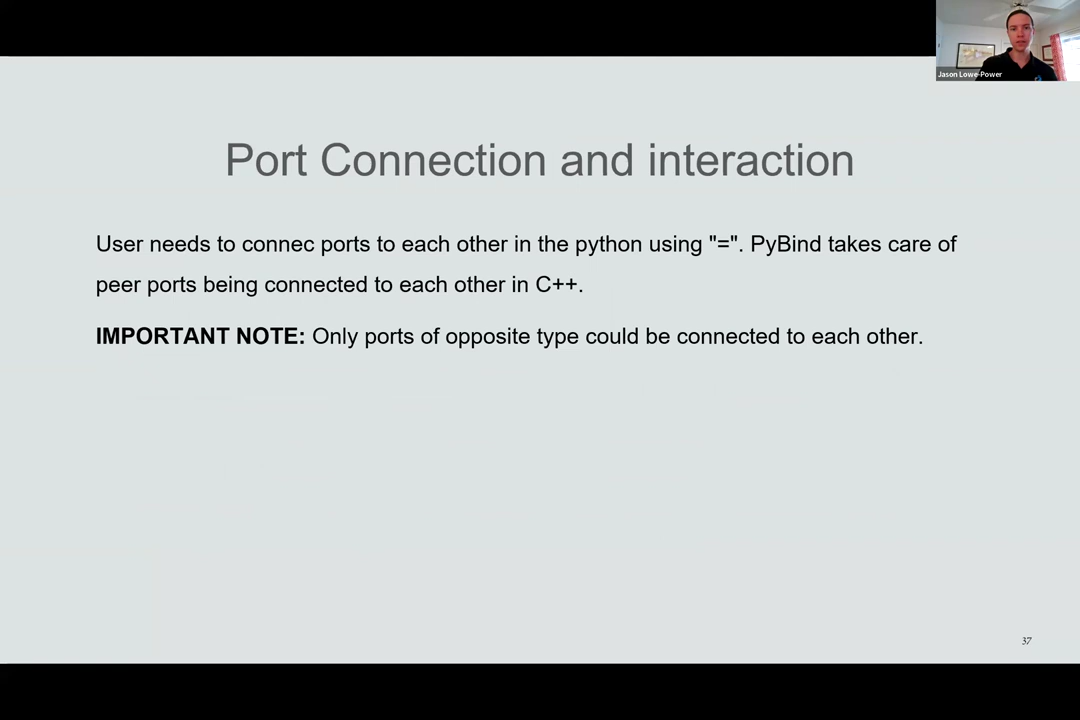 Jason Lowe-Power
Port Connection and interaction
User needs to connec ports to each other in the python using "=". PyBind takes care of
peer ports being connected to each other in C++.
IMPORTANT NOTE: Only ports of opposite type could be connected to each other.
37